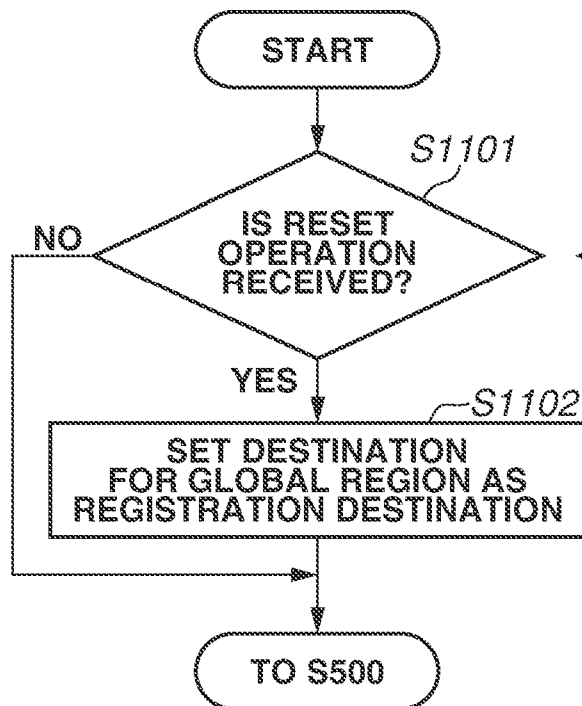 START
S1101
IS RESET
OPERATION
RECEIVED?
NO
YES
S1102
SET DESTINATION
FOR GLOBAL REGION AS
REGISTRATION DESTINATION
TO S500